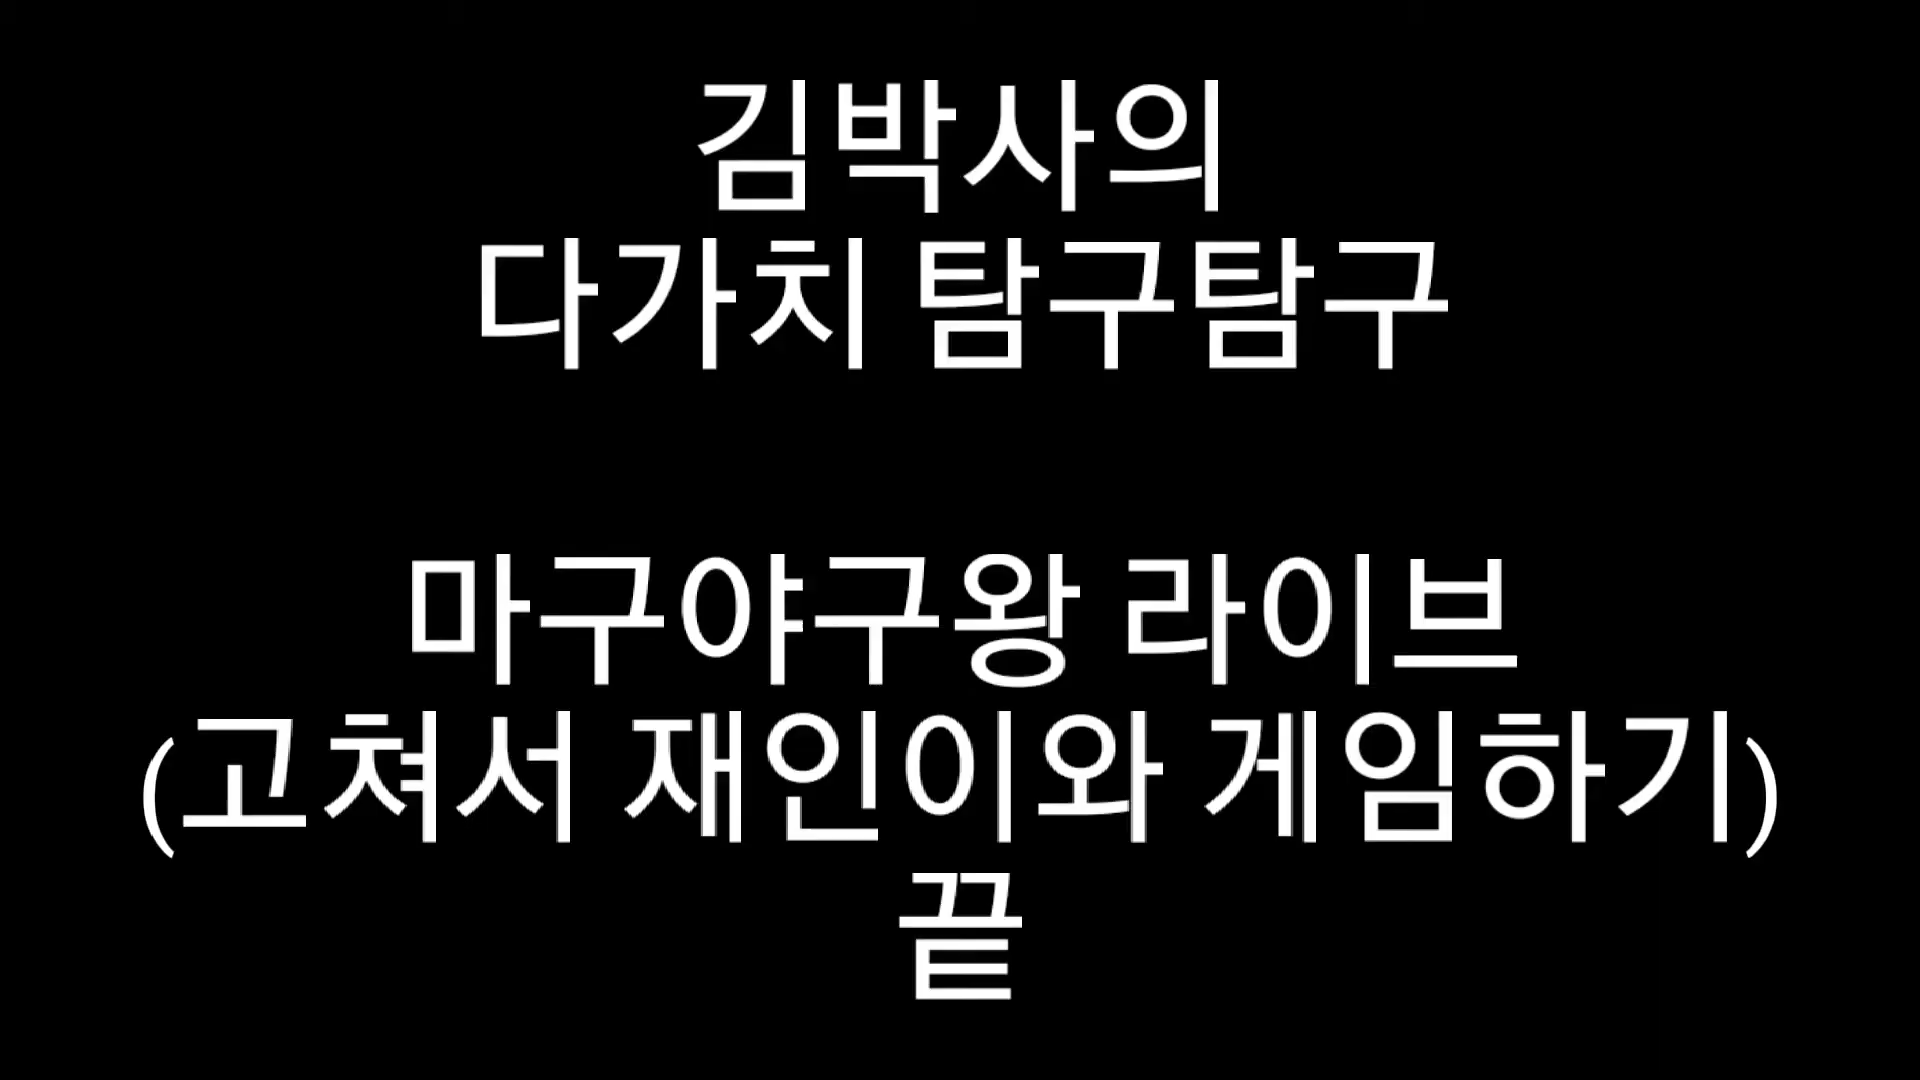 김박사의
다가치 탐구탐구
마구야구왕 라이브
(고쳐서 재인이와 게임하기)
끝